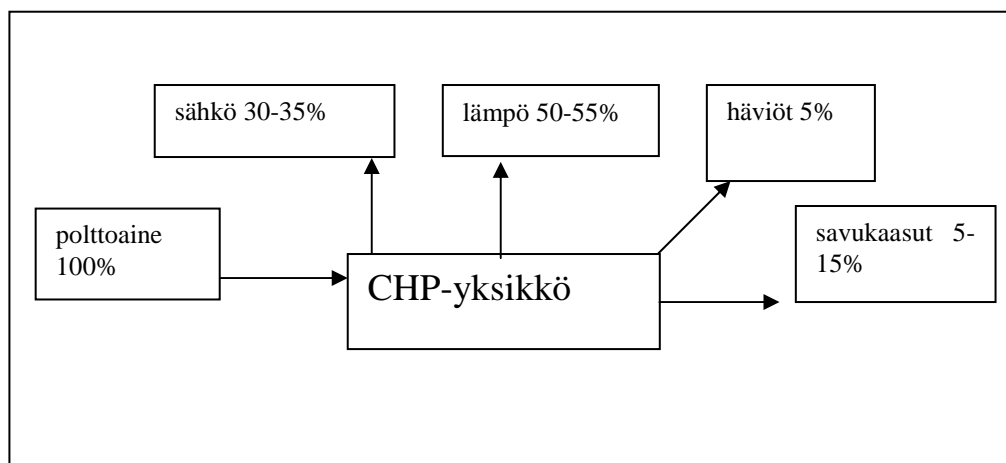 sähkö 30-35%
lämpö 50-55%
häviöt 5%
polttoaine
100%
savukaasut 5-
15%
CHP-yksikkö